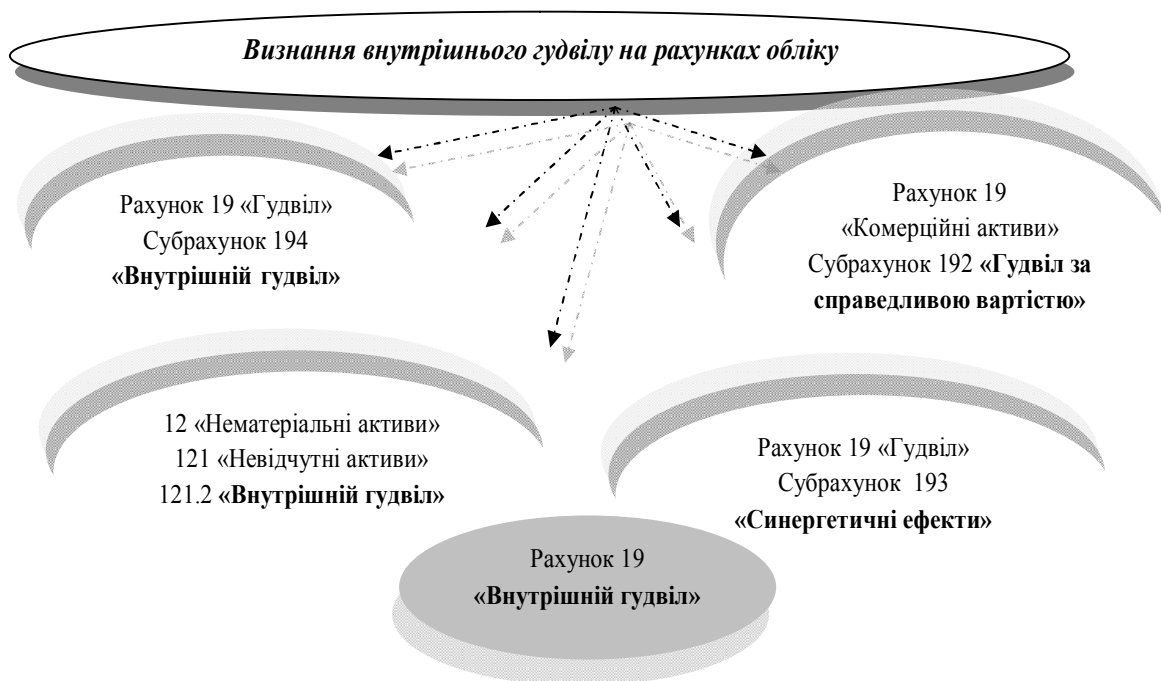 Визнання внутрішнього гудвілу на рахунках обліку
Рахунок 19 «Гудвіл»
Субрахунок 194
«Внутрішній гудвіл»
Рахунок 19
«Комерційні активи»
Субрахунок 192 «Гудвіл за
справедливою вартістю»
12 «Нематеріальні активи»
121 «Невідчутні активи»
121.2 «Внутрішній гудвіл»
Рахунок 19 «Гудвіл»
Субрахунок 193
«Синергетичні ефекти»
Рахунок 19
«Внутрішній гудвіл»